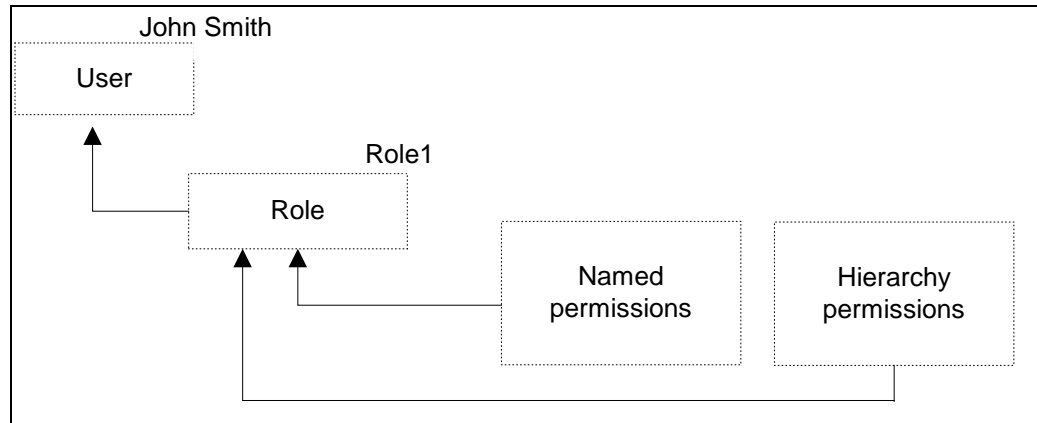 John Smith
User
Role1
Role
Named
permissions
Hierarchy
permissions